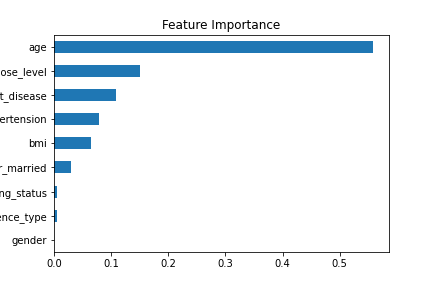 Feature Importance
age
ose_level
t_disease
ertension
bmi
r_married
ng_status
ence_type
gender
0.0 0.1 0.2 0.3 0.4 0.5